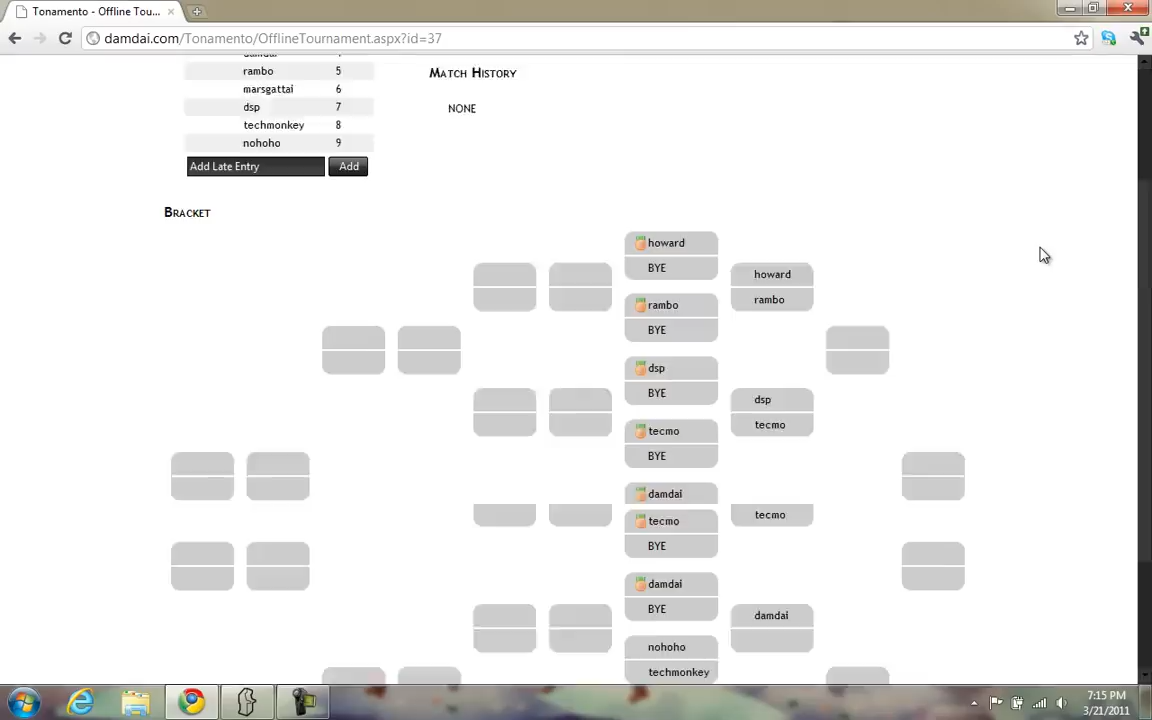 Tonamento - Offline Tou...
damdai.com/Tonamento/OfflineTournament.aspx?id=37
rambo 5
marsgattai 6
dsp 7
techmonkey 8
nohoho 9
Add Late Entry Add
Match History
NONE
Bracket
howard
BYE
howard
rambo
rambo
BYE
dsp
BYE
dsp
tecmo
tecmo
BYE
damdai
tecmo
tecmo
BYE
damdai
BYE
damdai
nohoho
techmonkey
7:15 PM
3/21/2011